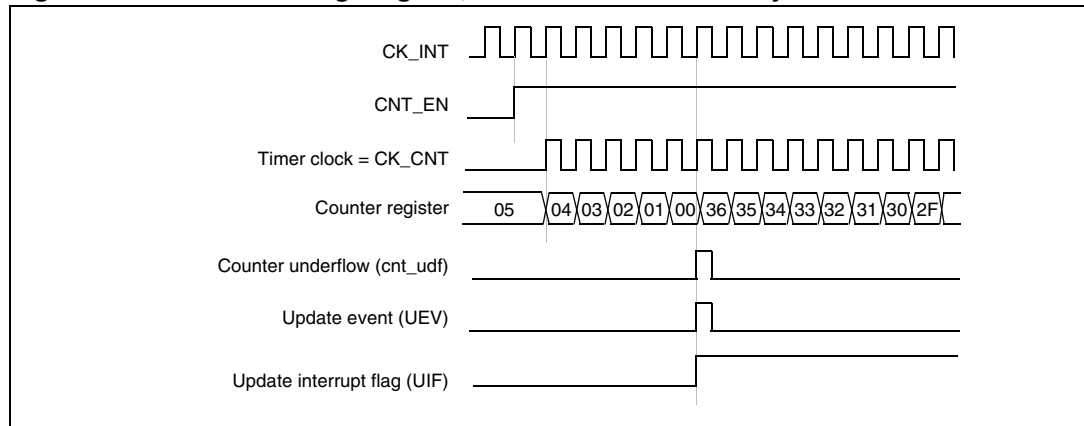 CK_INT
CNT_EN
Timer clock = CK_CNT
Counter register 05 04 03 02 01 00 36 35 34 33 32 31 30 2F
Counter underflow (cnt_udf)
Update event (UEV)
Update interrupt flag (UIF)